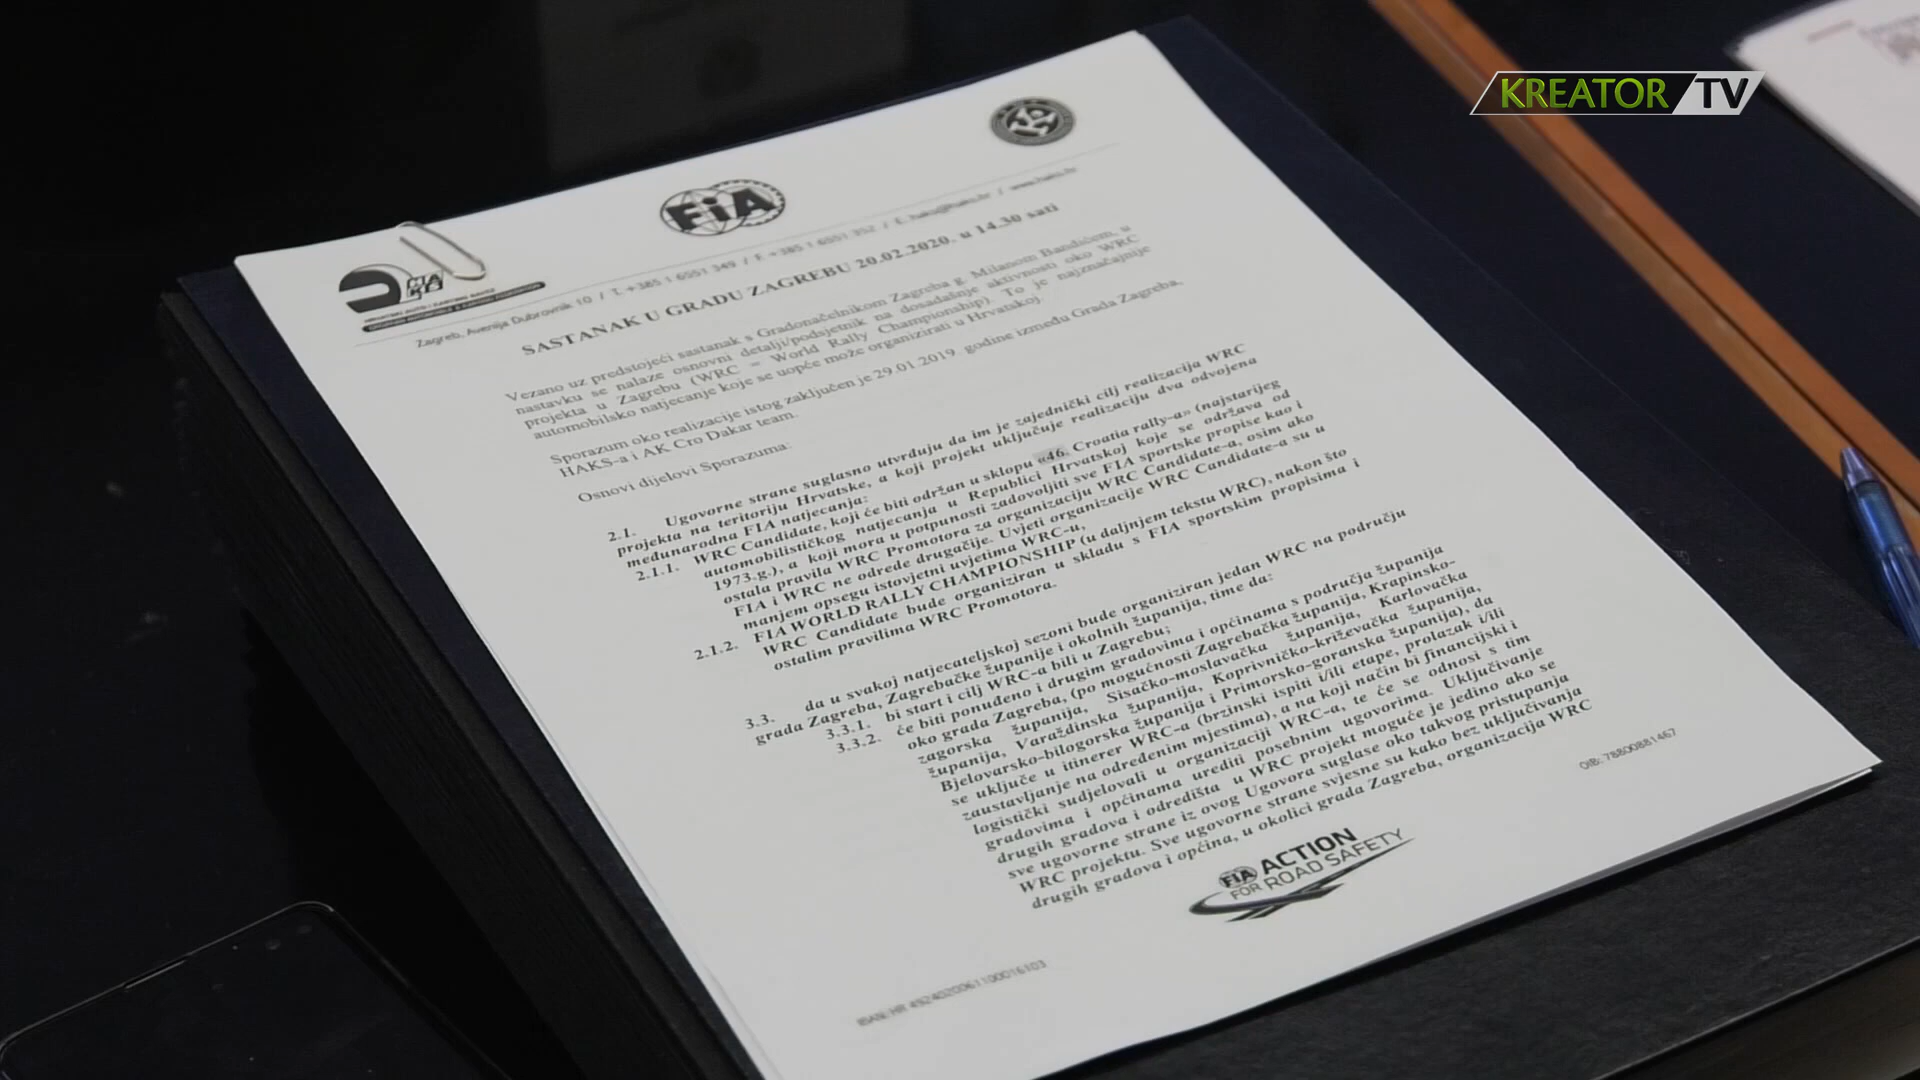 KREATOR TV
FIA
Zagreb, Avenija Dubrovnik 10 / T. +385 1 6551 349 / F. +385 1 6551 352 / E. haks@haks.hr / www.haks.hr
SASTANAK U GRADU ZAGREBU 20.02.2020. u 14_30 sati
Vezano uz predstojeći sastanak s Gradonačelnikom Zagreba g. Milanom Bandićem, u
nastavku se nalaze osnovni detalji/podsjetnik na dosadašnje aktivnosti oko WRC
projekta u Zagrebu (WRC = World Rally Championship). To je najznačajnije
automobilsko natjecanje koje se uopće može organizirati u Hrvatskoj.
Sporazum oko realizacije istog zaključen je 29.01.2019. godine između Grada Zagreba,
HAKS-a i AK Cro Dakar team.
Osnovi dijelovi Sporazuma:
2.1. Ugovorne strane suglasno utvrđuju da im je zajednički cilj realizacija WRC
projekta na teritoriju Hrvatske, a koji projekt uključuje realizaciju dva odvojena
međunarodna FIA natjecanja:
2.1.1. WRC Candidate, koji će biti održan u sklopu «46. Croatia rally-a» (najstarijeg
automobilističkog natjecanja u Republici Hrvatskoj koje se održava od
1973.g.), a koji mora u potpunosti zadovoljiti sve FIA sportske propise kao i
ostala pravila WRC Promotora za organizaciju WRC Candidate-a, osim ako
FIA i WRC ne odrede drugačije. Uvjeti organizacije WRC Candidate-a su u
manjem opsegu istovjetni uvjetima WRC-u,
2.1.2. FIA WORLD RALLY CHAMPIONSHIP (u daljnjem tekstu WRC), nakon što
WRC Candidate bude organiziran u skladu s FIA sportskim propisima i
ostalim pravilima WRC Promotora.
3.3. da u svakoj natjecateljskoj sezoni bude organiziran jedan WRC na području
grada Zagreba, Zagrebačke županije i okolnih županija, time da:
3.3.1. bi start i cilj WRC-a bili u Zagrebu;
3.3.2. će biti ponuđeno i drugim gradovima i općinama s područja županija
oko grada Zagreba, (po mogućnosti Zagrebačka županija, Krapinsko-
zagorska županija, Sisačko-moslavačka županija, Karlovačka
županija, Varaždinska županija, Koprivničko-križevačka županija,
Bjelovarsko-bilogorska županija i Primorsko-goranska županija), da
se uključe u itinerer WRC-a (brzinski ispiti i/ili etape, prolazak i/ili
zaustavljanje na određenim mjestima), a na koji način bi financijski i
logistički sudjelovali u organizaciji WRC-a, te će se odnosi s tim
gradovima i općinama urediti posebnim ugovorima. Uključivanje
drugih gradova i odredišta u WRC projekt moguće je jedino ako se
sve ugovorne strane iz ovog Ugovora suglase oko takvog pristupanja
WRC projektu. Sve ugovorne strane svjesne su kako bez uključivanja
drugih gradova i općina, u okolici grada Zagreba, organizacija WRC
FIA ACTION
FOR ROAD SAFETY
OIB: 78800881467
IBAN: HR 4924020061100016103